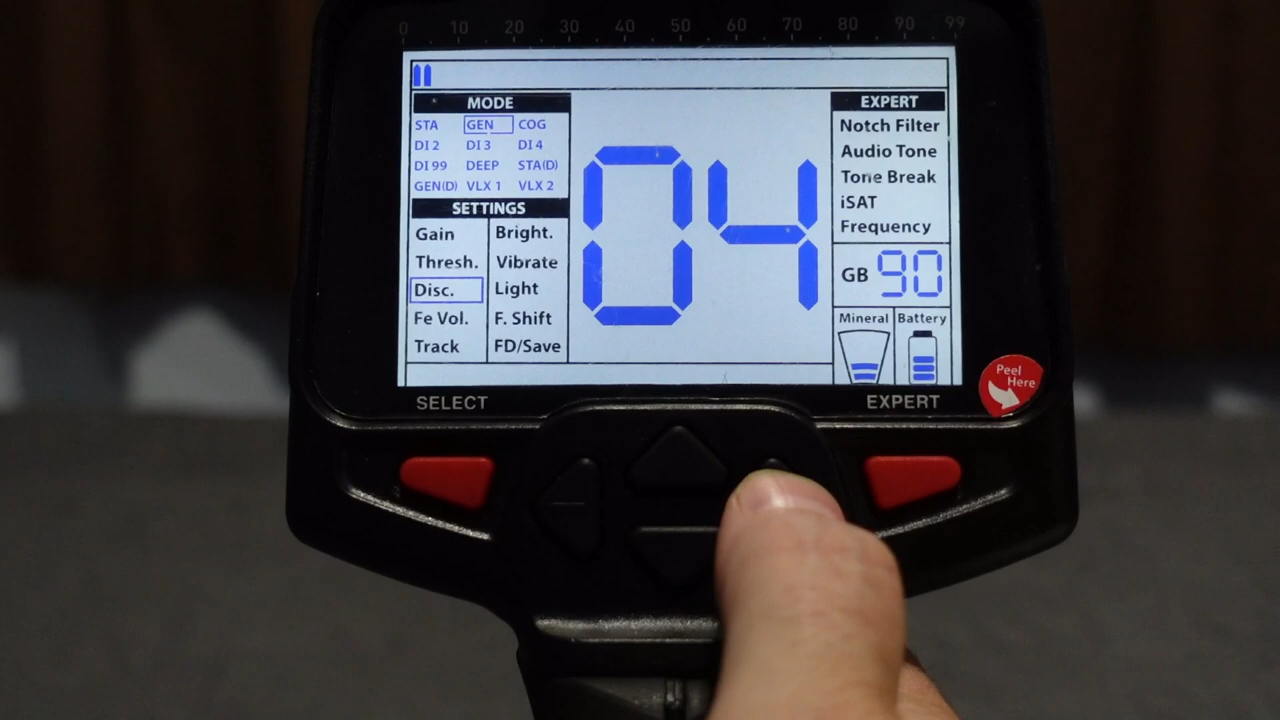 0 10 20 30 40 50 60 70 80 90 99
MODE
STA GEN COG
DI 2 DI 3 DI 4
DI 99 DEEP STA(D)
GEN(D) VLX 1 VLX 2
SETTINGS
Gain Bright.
Thresh. Vibrate
Disc. Light
Fe Vol. F. Shift
Track FD/Save
04
EXPERT
Notch Filter
Audio Tone
Tone Break
iSAT
Frequency
GB 90
Mineral Battery
Peel
Here
SELECT EXPERT